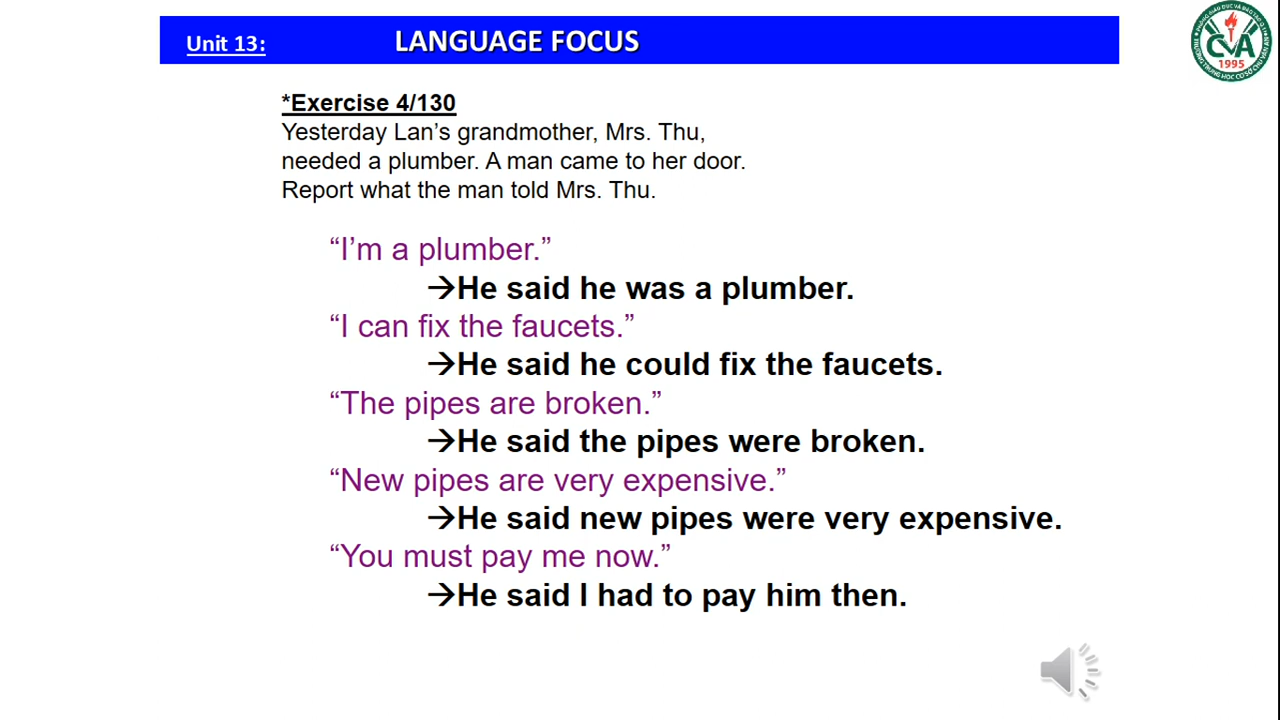 Unit 13:
LANGUAGE FOCUS
CVA
1995
*Exercise 4/130
Yesterday Lan’s grandmother, Mrs. Thu,
needed a plumber. A man came to her door.
Report what the man told Mrs. Thu.
“I’m a plumber.”
→He said he was a plumber.
“I can fix the faucets.”
→He said he could fix the faucets.
“The pipes are broken.”
→He said the pipes were broken.
“New pipes are very expensive.”
→He said new pipes were very expensive.
“You must pay me now.”
→He said I had to pay him then.